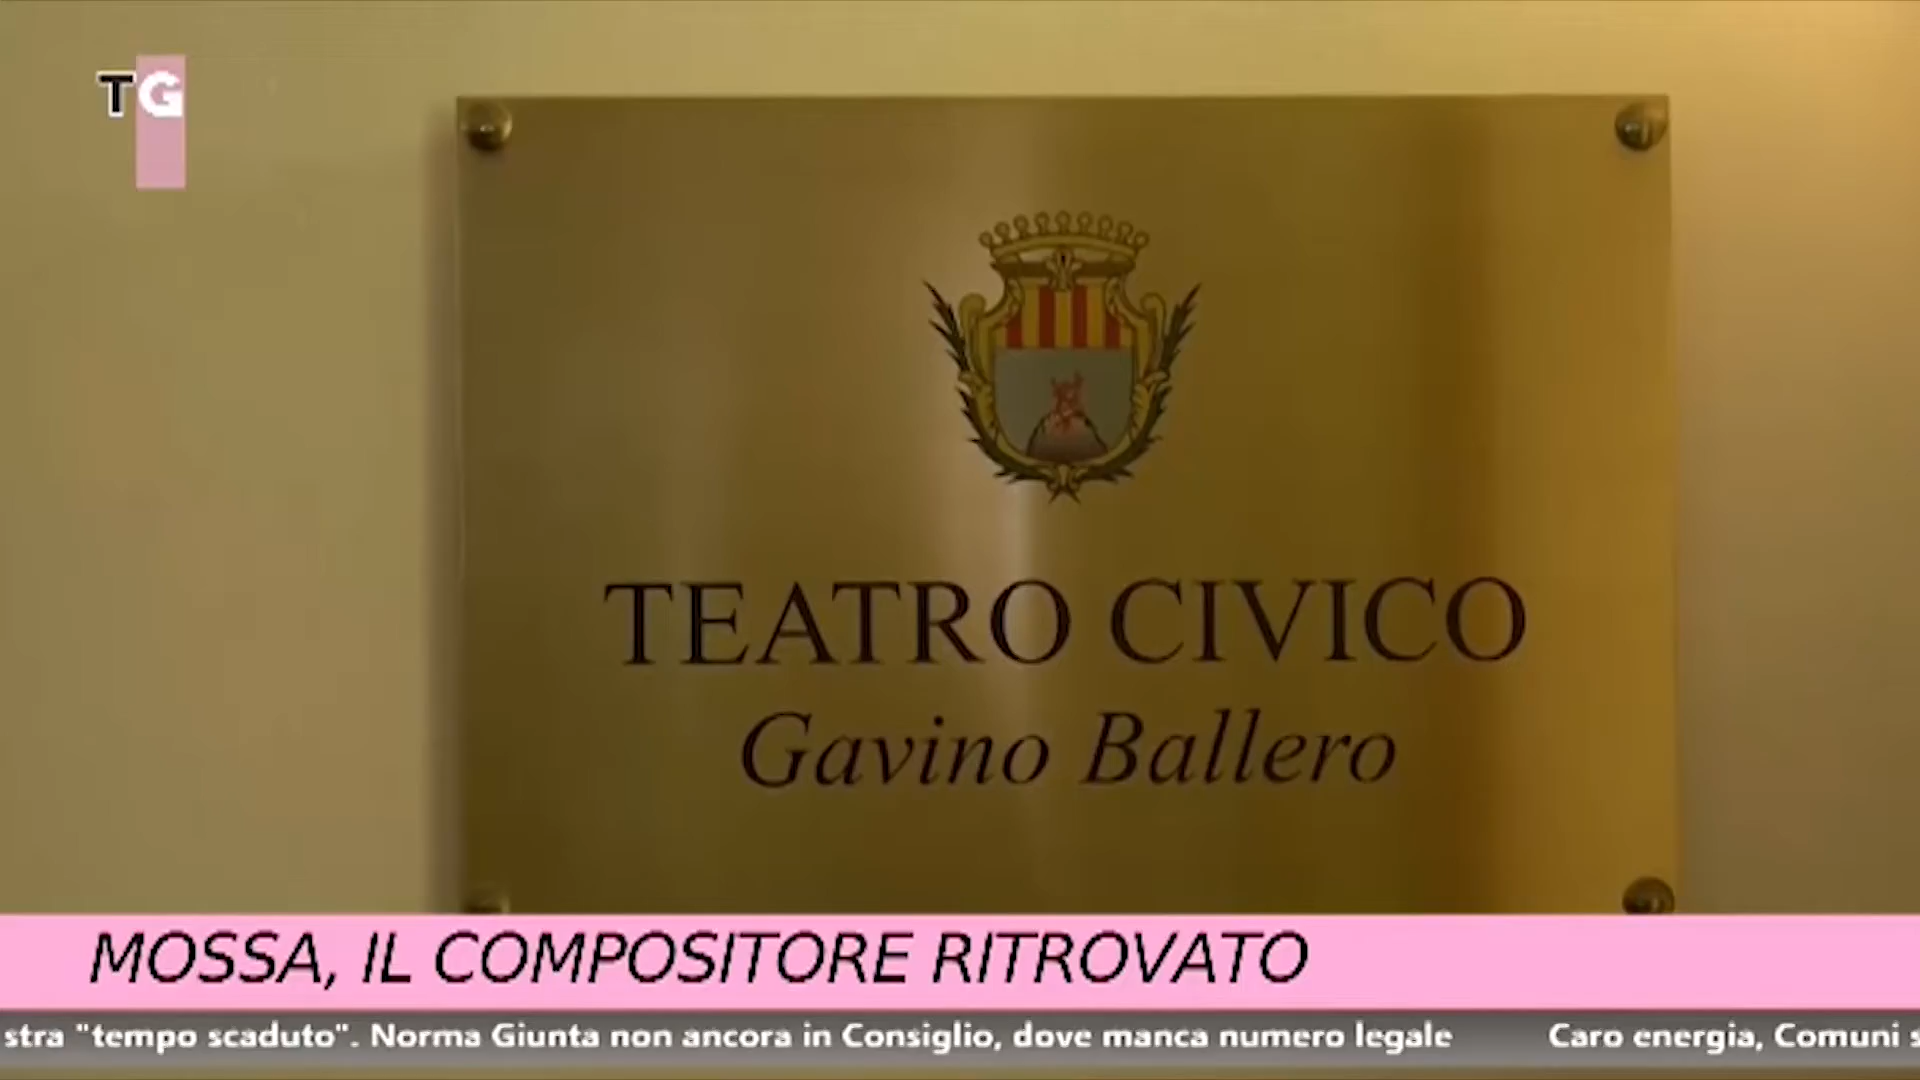 TG
TEATRO CIVICO
Gavino Ballero
MOSSA, IL COMPOSITORE RITROVATO
stra "tempo scaduto". Norma Giunta non ancora in Consiglio, dove manca numero legale Caro energia, Comuni s